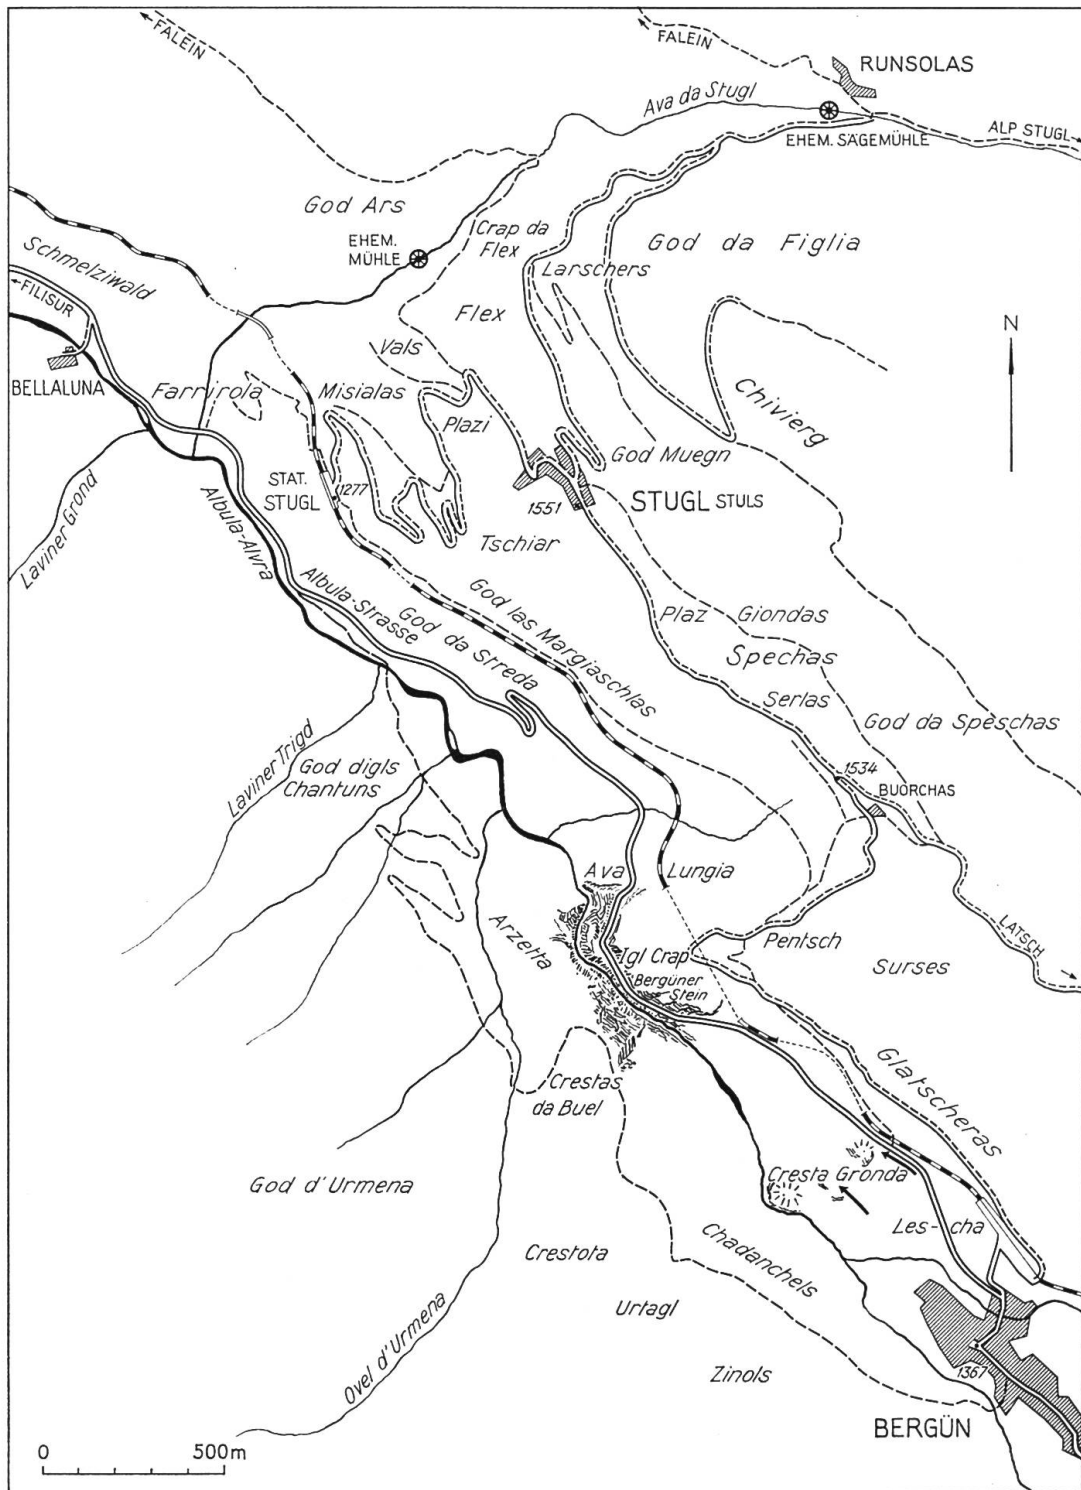 FALEIN
FALEIN
RUNSOLAS
Ava da Stugl
EHEM. SÄGEMÜHLE
ALP STUGL
God Ars
EHEM.
MÜHLE
Crap da
Flex
God da Figlia
Larschers
Schmelziwald
FILISUR
Flex
N
Vals
BELLALUNA
Farrirola
Misialas
Plazi
Chivierg
God Muegn
STAT.
STUGL
1277
1551
STUGL STULS
Laviner Grond
Albula-Alvra
Tschiar
Albula-Strasse
God da Streda
God las Margiaschlas
Plaz Giondas
Spechas
Serlas
God da Speschas
Laviner Trigd
God digls
Chantuns
1534
BUORCHAS
Ava Lungia
Arzetta
Igl Crap
Bergüner
Stein
Pentsch
Surses
LATSCH
Glatscheras
Crestas
da Buel
God d'Urmena
Cresta Gronda
Les-cha
Crestota
Chadanchels
Urtagl
Ovel d'Urmena
Zinols
1367
BERGÜN
0 500m